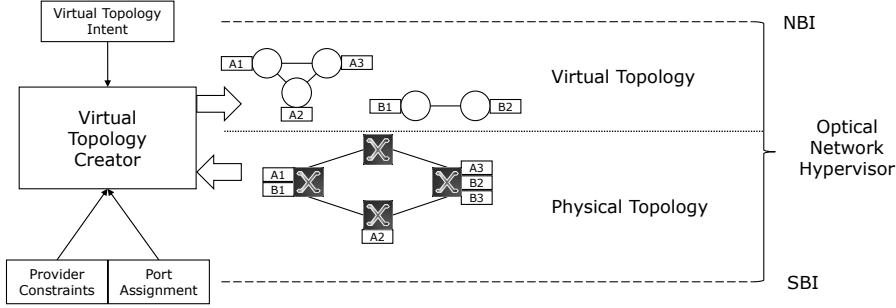 Virtual Topology
Intent
NBI
A1
A3
A2
Virtual Topology
B1
B2
Virtual
Topology
Creator
Optical
Network
Hypervisor
A1
B1
A3
B2
B3
A2
Physical Topology
Provider
Constraints
Port
Assignment
SBI